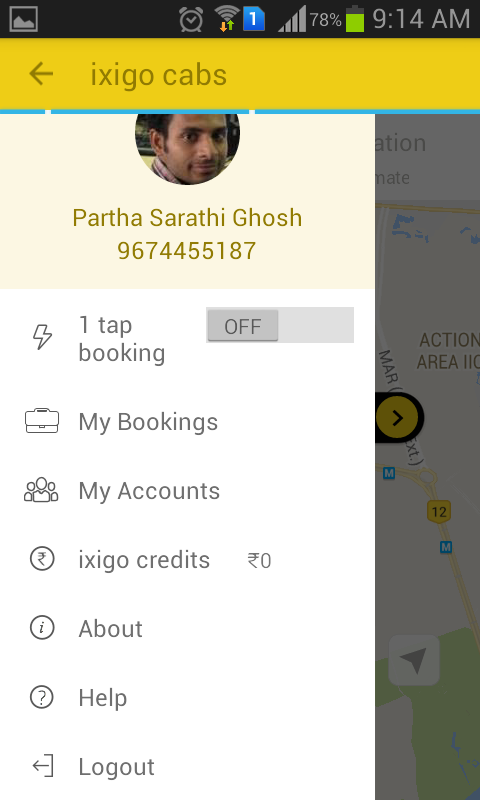 1
78%
9:14 AM
ixigo cabs
ation
mate
Partha Sarathi Ghosh
9674455187
1 tap
booking
OFF
ACTION
AREA IIC
MAR (
Ext.)
My Bookings
My Accounts
M
12
M
ixigo credits
₹0
About
Help
Logout